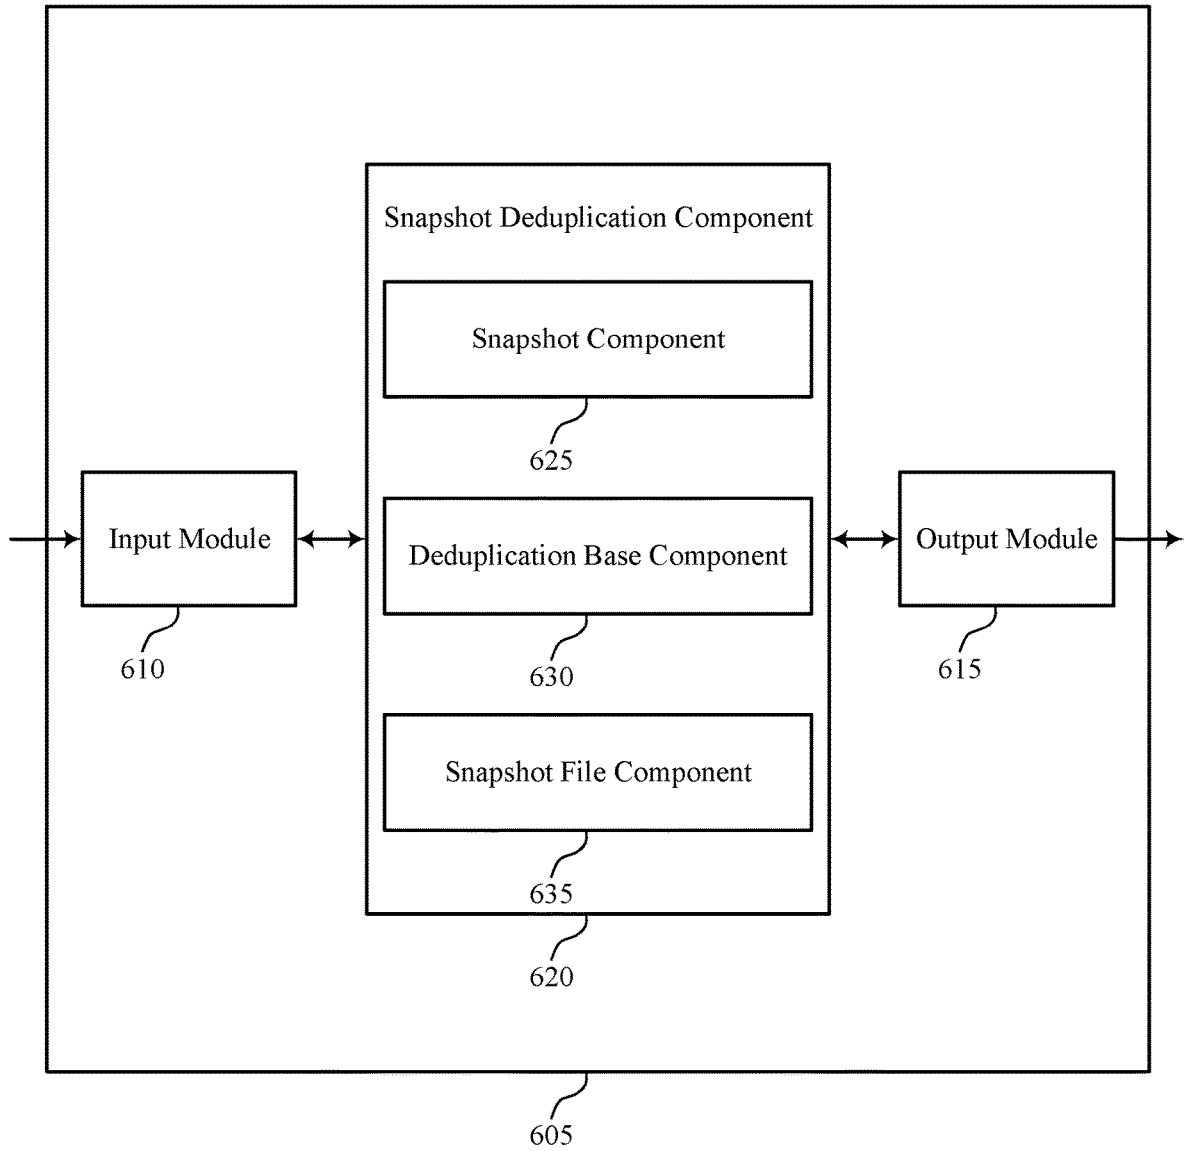 Snapshot Deduplication Component
Snapshot Component
625
Input Module
Deduplication Base Component
Output Module
610
630
615
Snapshot File Component
635
620
605